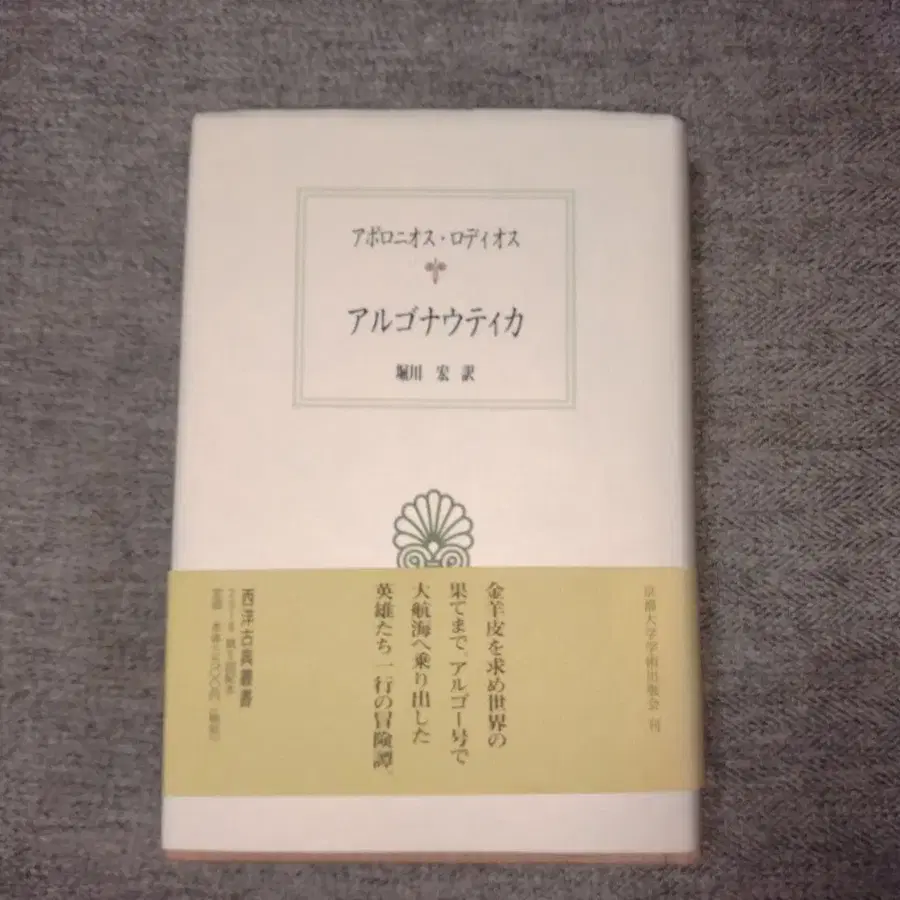 アポロニオス・ロディオス
アルゴナウティカ
堀川 宏 訳
金羊皮を求め世界の
果てまで、アルゴー号で
大航海へ乗り出した
英雄たち一行の冒険譚。
京都大学学術出版会 刊
西洋古典叢書